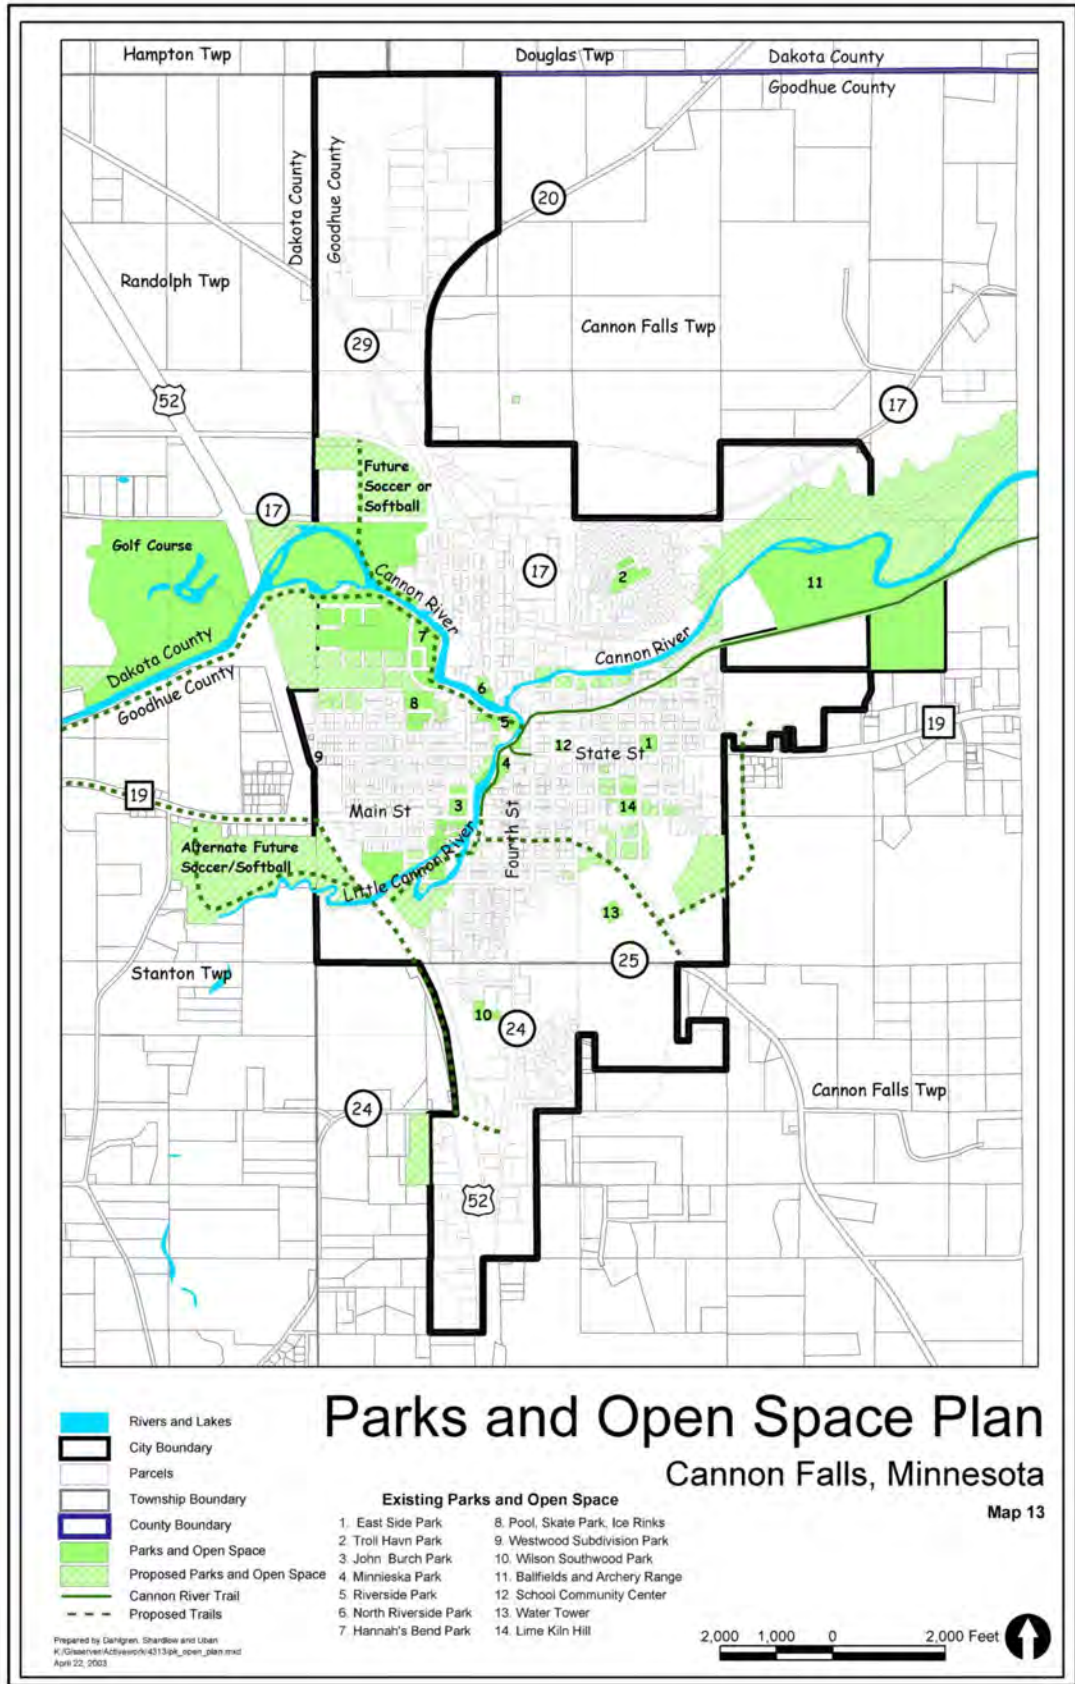 Hampton Twp
Douglas Twp
Dakota County
Goodhue County
Dakota County
Goodhue County
20
Randolph Twp
Cannon Falls Twp
29
52
17
Future
Soccer or
Softball
17
Golf Course
17
2
11
Cannon River
7
Cannon River
Dakota County
Goodhue County
6
8
5
19
9
12
State St
1
4
19
Main St
3
Fourth St
14
Alternate Future
Soccer/Softball
Little Cannon River
13
25
Stanton Twp
10
24
24
Cannon Falls Twp
52
Parks and Open Space Plan
Cannon Falls, Minnesota
Map 13
Rivers and Lakes
City Boundary
Parcels
Township Boundary
County Boundary
Parks and Open Space
Proposed Parks and Open Space
Cannon River Trail
Proposed Trails
Existing Parks and Open Space
1. East Side Park
2 Troll Havn Park
3 John Burch Park
4 Minnieska Park
5 Riverside Park
6 North Riverside Park
7 Hannah's Bend Park
8. Pool, Skate Park, Ice Rinks
9. Westwood Subdivision Park
10. Wilson Southwood Park
11. Ballfields and Archery Range
12 School Community Center
13. Water Tower
14. Lime Kiln Hill
2,000 1,000 0 2,000 Feet
Prepared by Dahlgren, Shardlow and Uban
K:/Gisserver/Activework/4313/pk_open_plan.mxd
April 22, 2003